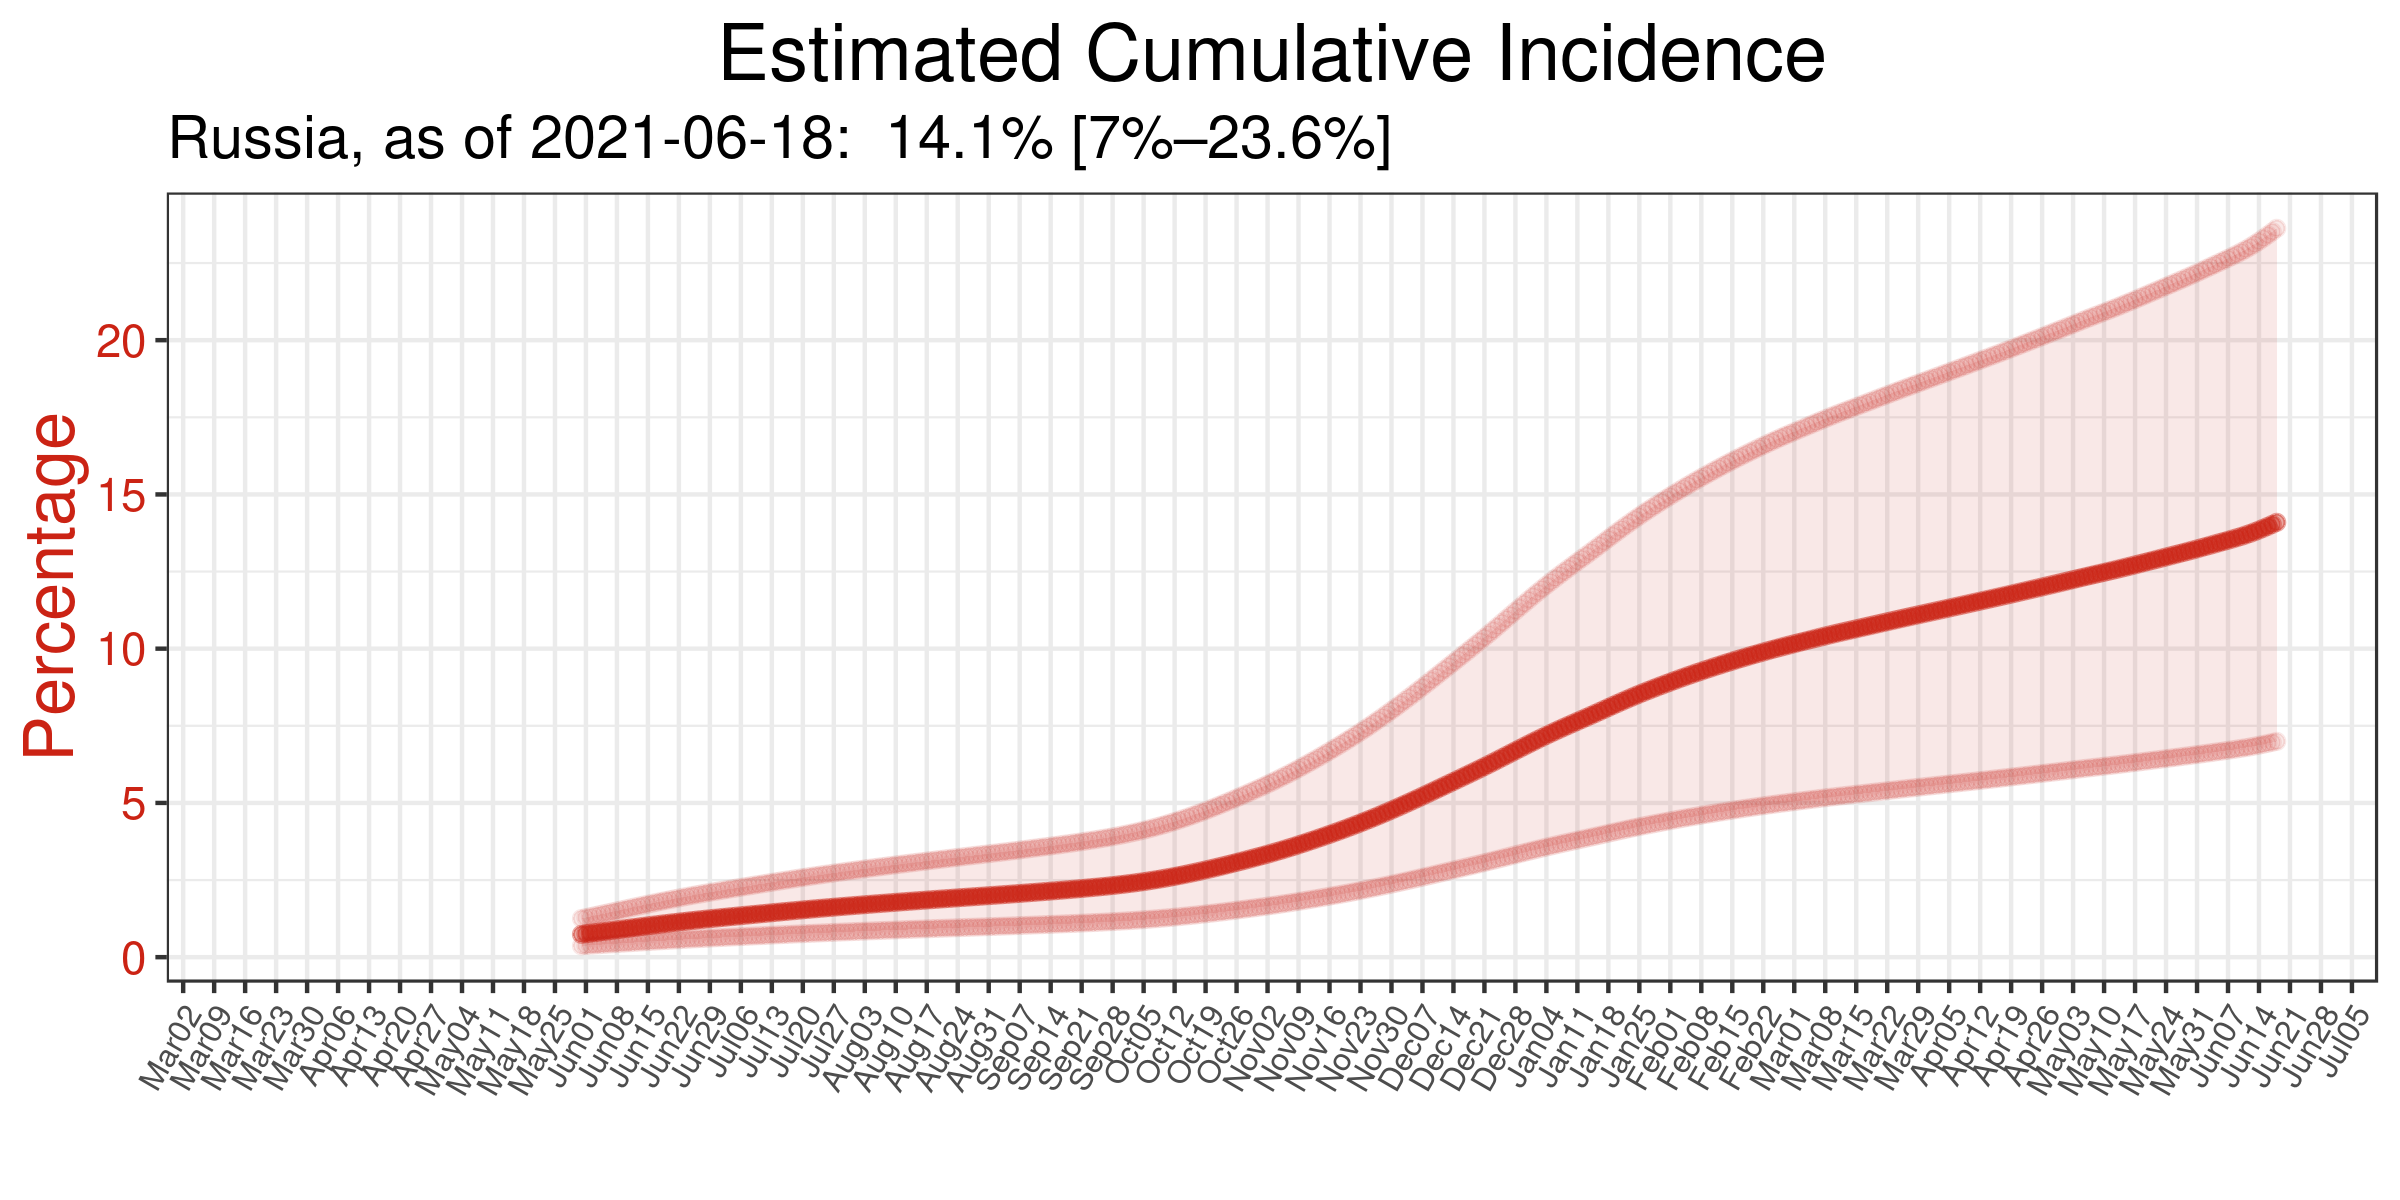 Estimated Cumulative Incidence
Russia, as of 2021-06-18:  14.1% [7%–23.6%]
Percentage
20
15
10
5
0
Mar02
Mar09
Mar16
Mar23
Mar30
Apr06
Apr13
Apr20
Apr27
May04
May11
May18
May25
Jun01
Jun08
Jun15
Jun22
Jun29
Jul06
Jul13
Jul20
Jul27
Aug03
Aug10
Aug17
Aug24
Aug31
Sep07
Sep14
Sep21
Sep28
Oct05
Oct12
Oct19
Oct26
Nov02
Nov09
Nov16
Nov23
Nov30
Dec07
Dec14
Dec21
Dec28
Jan04
Jan11
Jan18
Jan25
Feb01
Feb08
Feb15
Feb22
Mar01
Mar08
Mar15
Mar22
Mar29
Apr05
Apr12
Apr19
Apr26
May03
May10
May17
May24
May31
Jun07
Jun14
Jun21
Jun28
Jul05